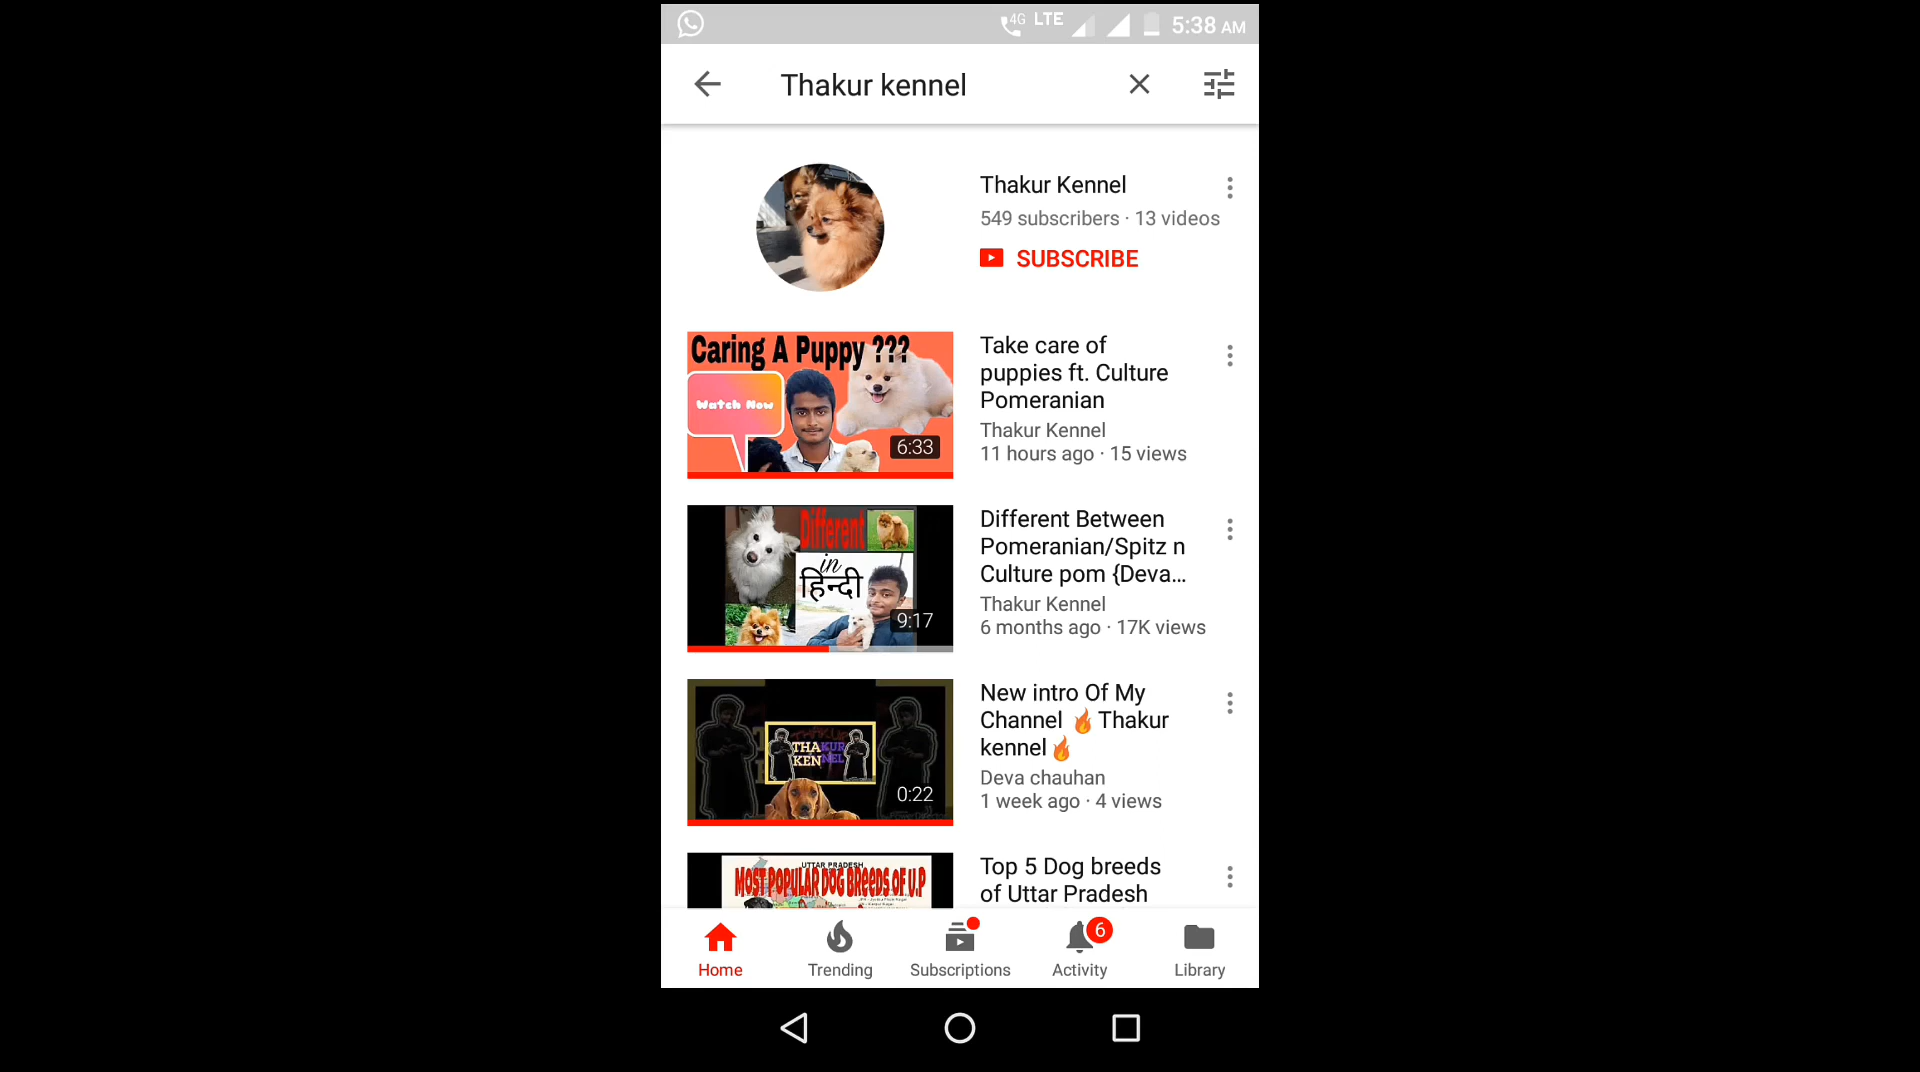 4G LTE 5:38 AM
Thakur kennel
Thakur Kennel
549 subscribers · 13 videos
SUBSCRIBE
Caring A Puppy ???
Watch Now
6:33
Take care of
puppies ft. Culture
Pomeranian
Thakur Kennel
11 hours ago · 15 views
Different
in
हिन्दी
9:17
Different Between
Pomeranian/Spitz n
Culture pom {Deva...
Thakur Kennel
6 months ago · 17K views
THAKUR
KENNEL
0:22
New intro Of My
Channel 🔥Thakur
kennel🔥
Deva chauhan
1 week ago · 4 views
UTTAR PRADESH
MOST POPULAR DOG BREEDS OF U.P
Top 5 Dog breeds
of Uttar Pradesh
6
Home Trending Subscriptions Activity Library